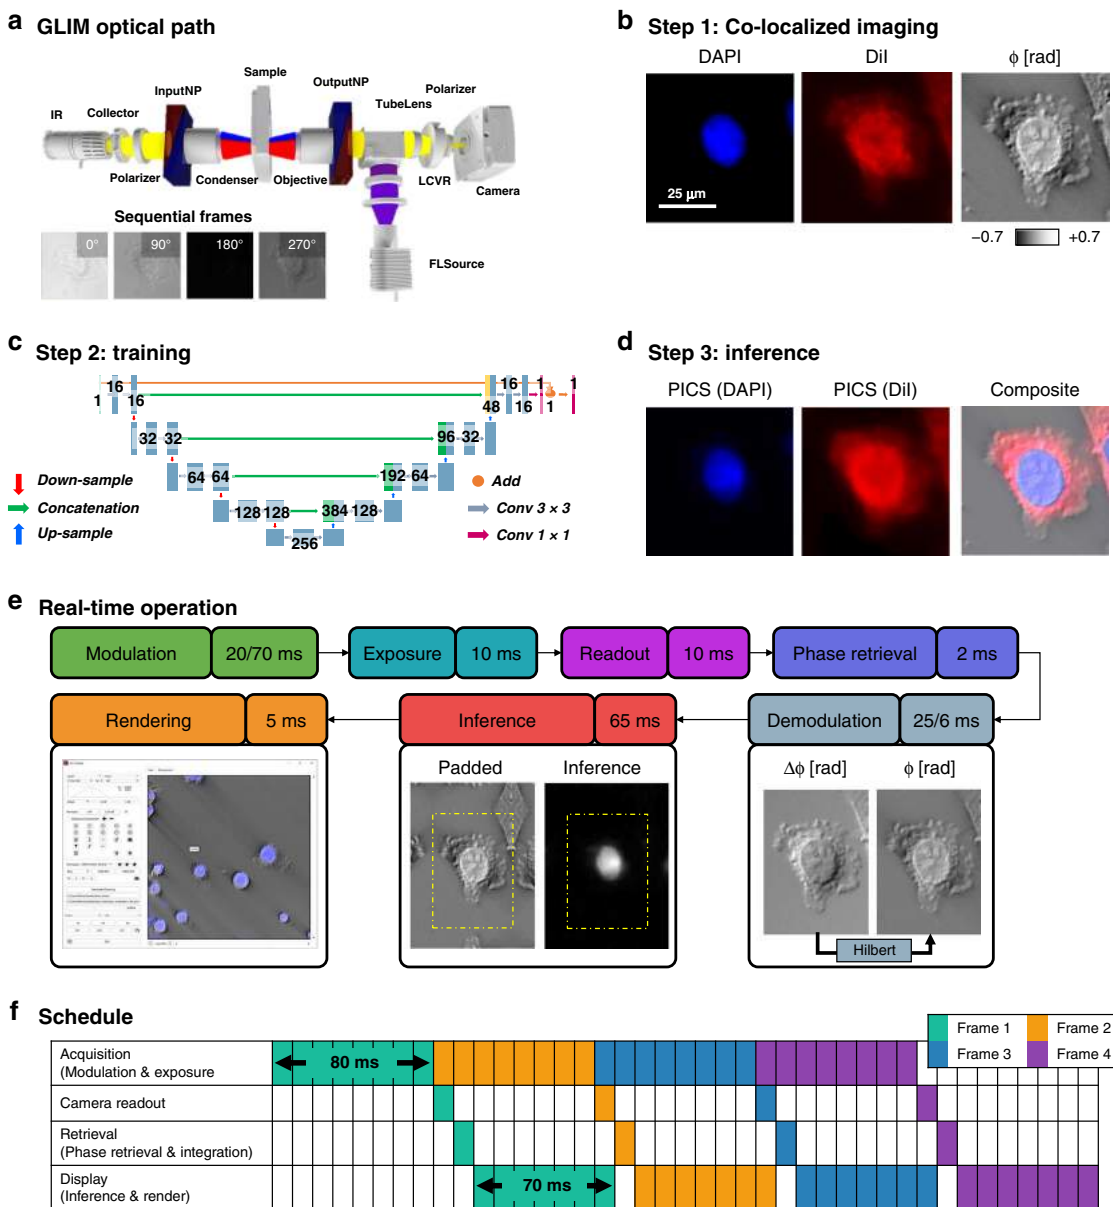 a GLIM optical path
Sample
OutputNP
InputNP
Polarizer
TubeLens
Collector
IR
Polarizer
Condenser
Objective
LCVR
Camera
Sequential frames
0°
90°
180°
270°
FLSource
b Step 1: Co-localized imaging
DAPI
DiI
ϕ [rad]
25 µm
−0.7
+0.7
c Step 2: training
16
1
16
16
1
1
48
16
1
32
32
96
32
64
64
192
64
128
128
384
128
256
Down-sample
Concatenation
Up-sample
Add
Conv 3 × 3
Conv 1 × 1
d Step 3: inference
PICS (DAPI)
PICS (DiI)
Composite
e Real-time operation
Modulation
20/70 ms
Exposure
10 ms
Readout
10 ms
Phase retrieval
2 ms
Rendering
5 ms
Inference
65 ms
Demodulation
25/6 ms
Padded
Inference
Δϕ [rad]
ϕ [rad]
Hilbert
f Schedule
Frame 1
Frame 2
Frame 3
Frame 4
Acquisition
(Modulation & exposure
80 ms
Camera readout
Retrieval
(Phase retrieval & integration)
Display
(Inference & render)
70 ms